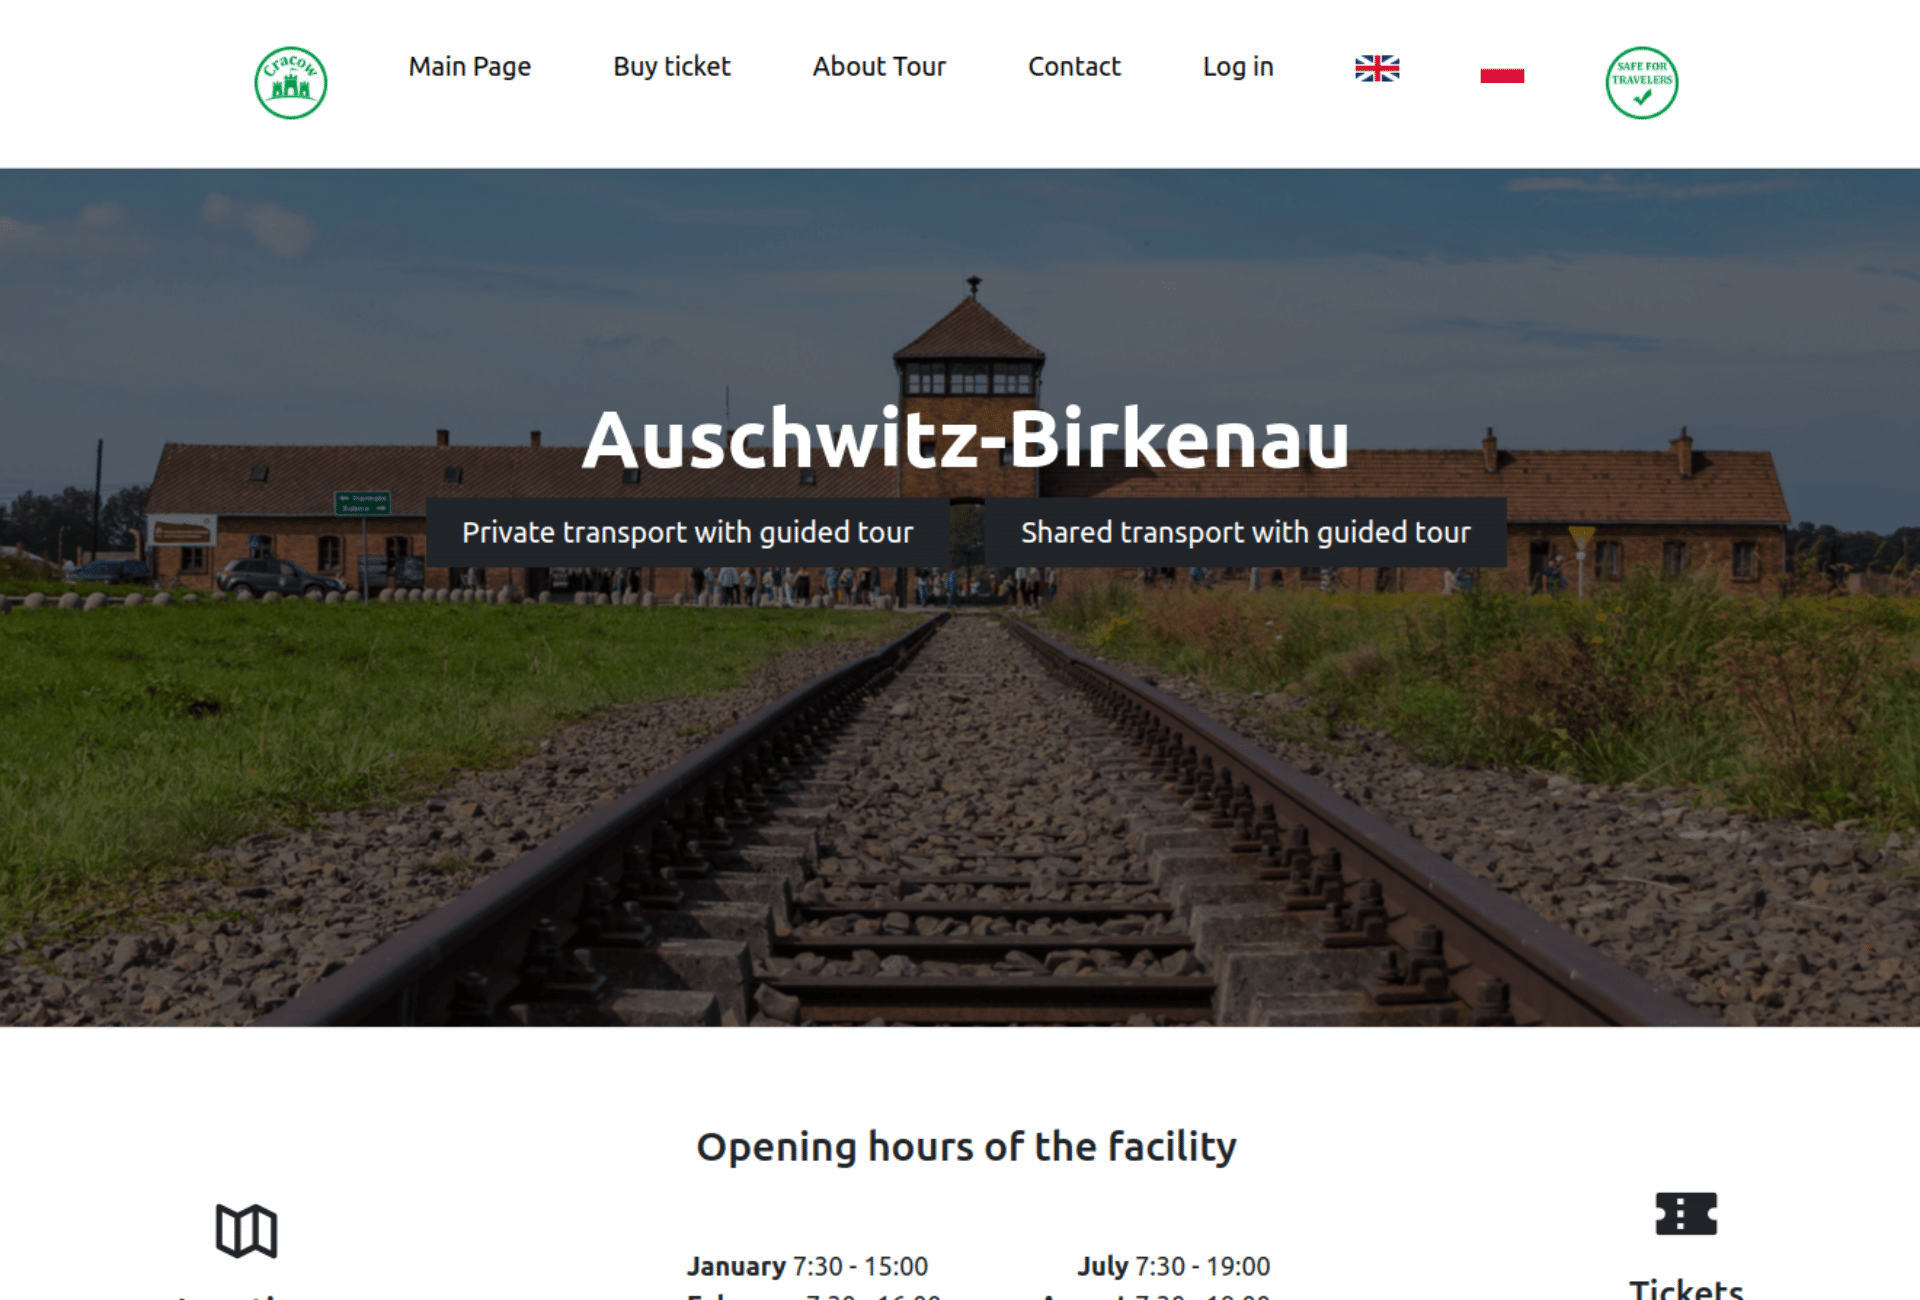 Cracow
Main Page
Buy ticket
About Tour
Contact
Log in
SAFE FOR
TRAVELERS
Auschwitz-Birkenau
Private transport with guided tour
Shared transport with guided tour
Opening hours of the facility
January 7:30 - 15:00
July 7:30 - 19:00
Tickets